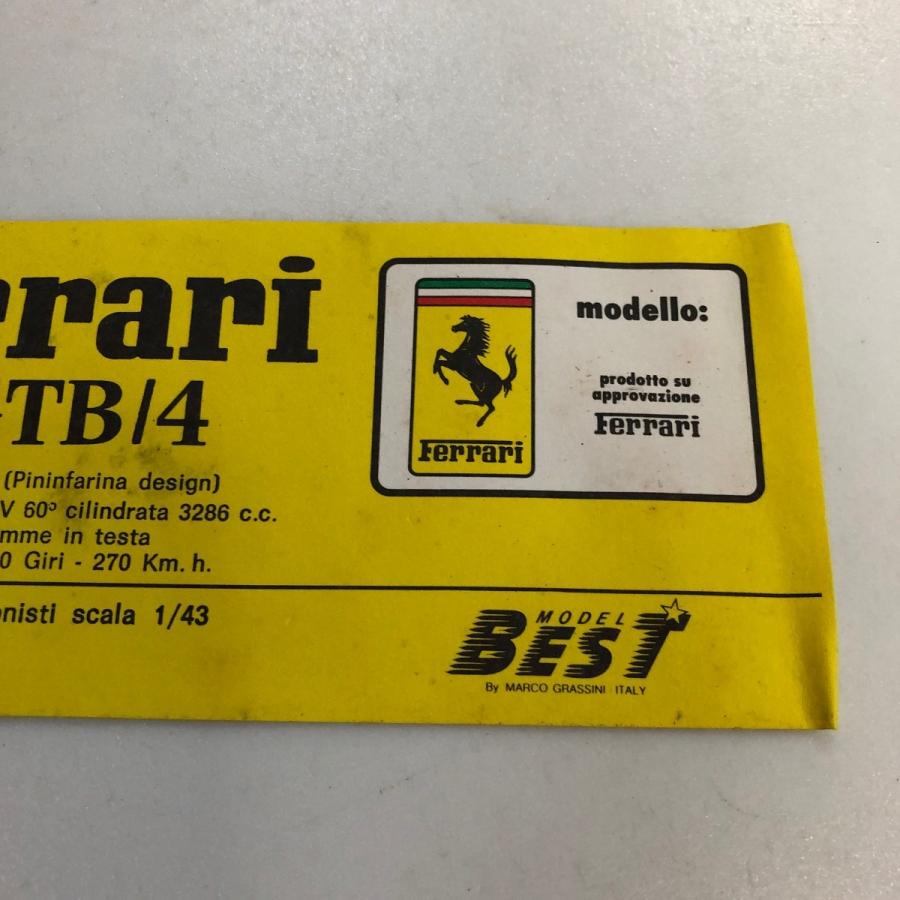 rrari
TB/4
(Pininfarina design)
V 60° cilindrata 3286 c.c.
mme in testa
0 Giri - 270 Km. h.
nisti scala 1/43
Ferrari
modello:
prodotto su
approvazione
Ferrari
MODEL
BEST
By MARCO GRASSINI ITALY